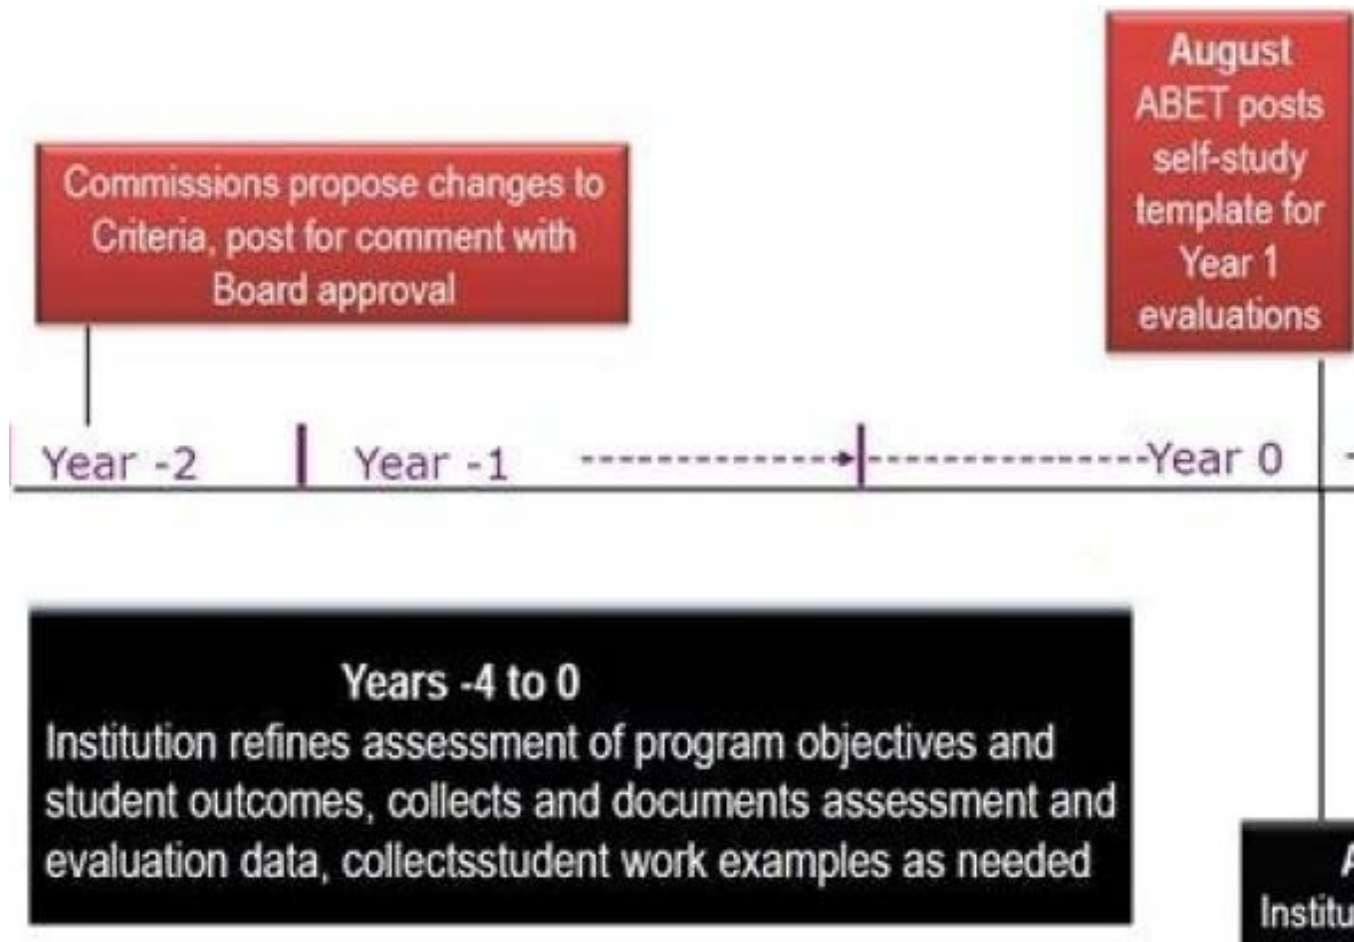 August
ABET posts
self-study
template for
Year 1
evaluations
Commissions propose changes to
Criteria, post for comment with
Board approval
Year -2
Year -1
Year 0
Years -4 to 0
Institution refines assessment of program objectives and
student outcomes, collects and documents assessment and
evaluation data, collectsstudent work examples as needed